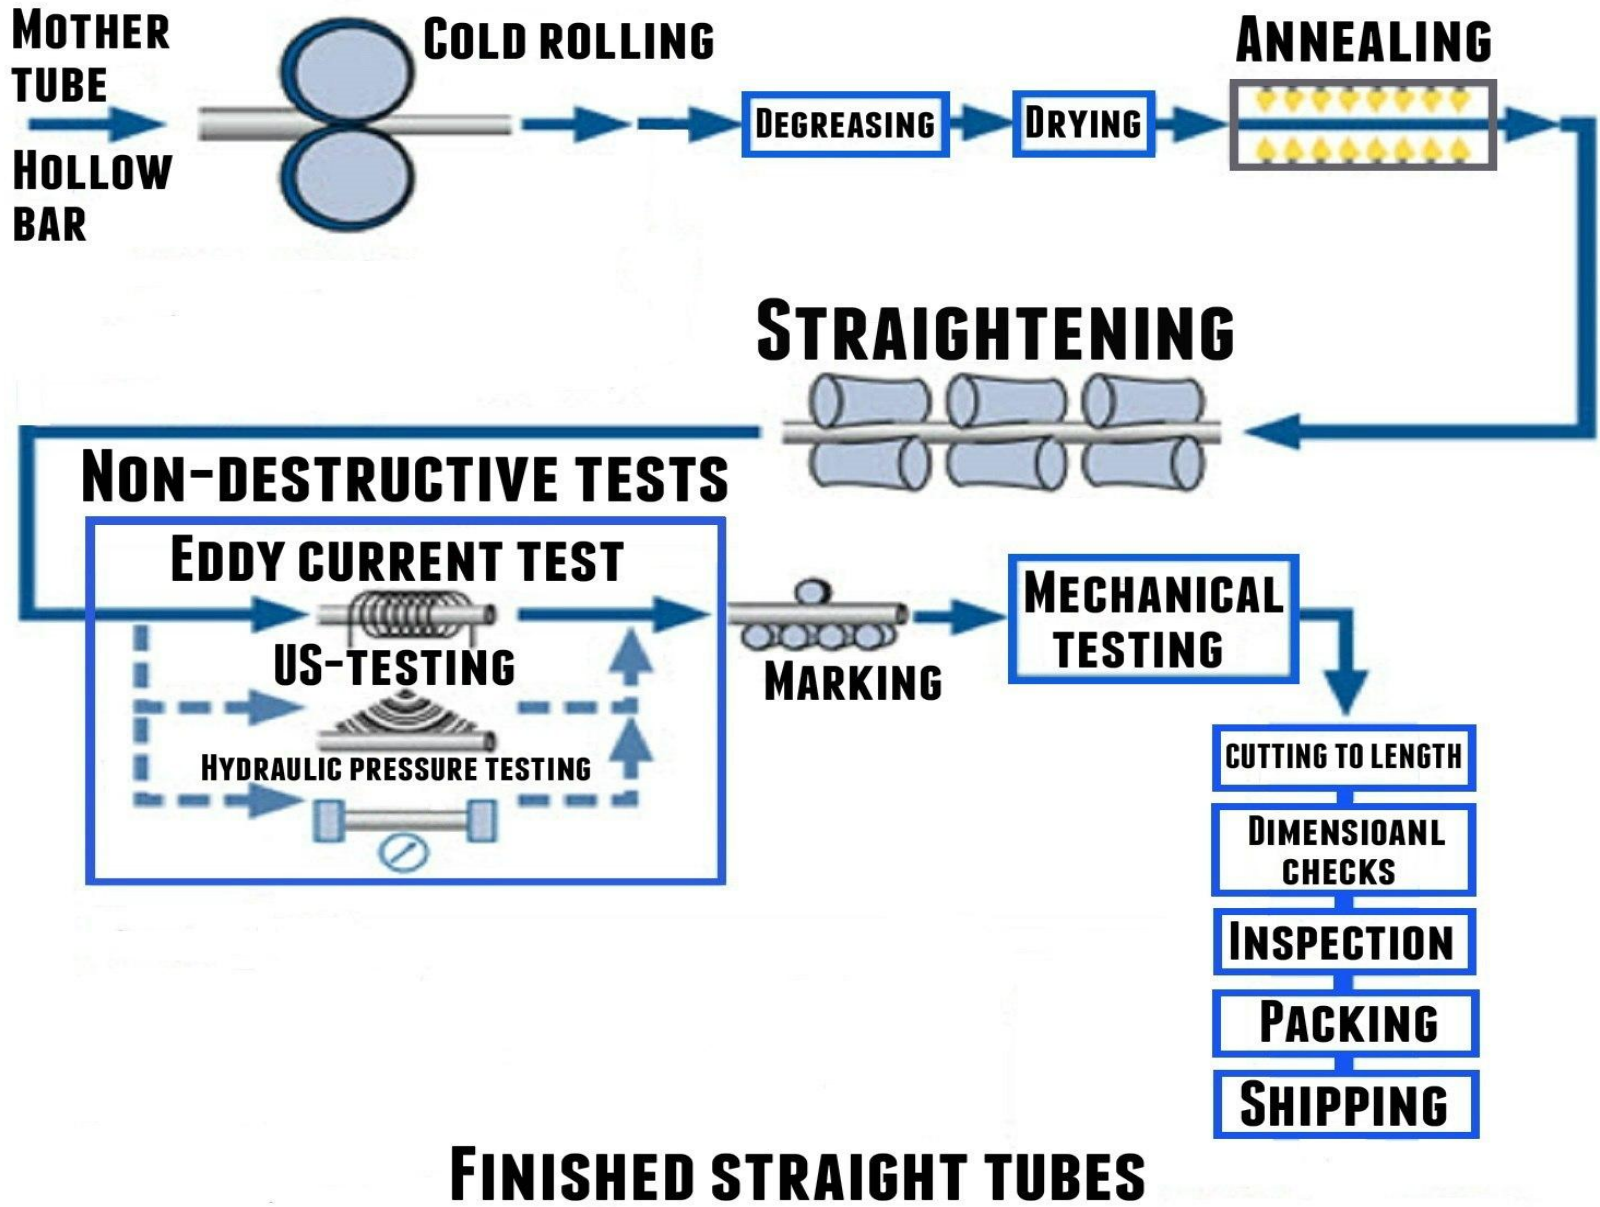 MOTHER
TUBE
HOLLOW
BAR
COLD ROLLING
DEGREASING
DRYING
ANNEALING
STRAIGHTENING
NON-DESTRUCTIVE TESTS
EDDY CURRENT TEST
US-TESTING
HYDRAULIC PRESSURE TESTING
MARKING
MECHANICAL
TESTING
CUTTING TO LENGTH
DIMENSIOANL
CHECKS
INSPECTION
PACKING
SHIPPING
FINISHED STRAIGHT TUBES